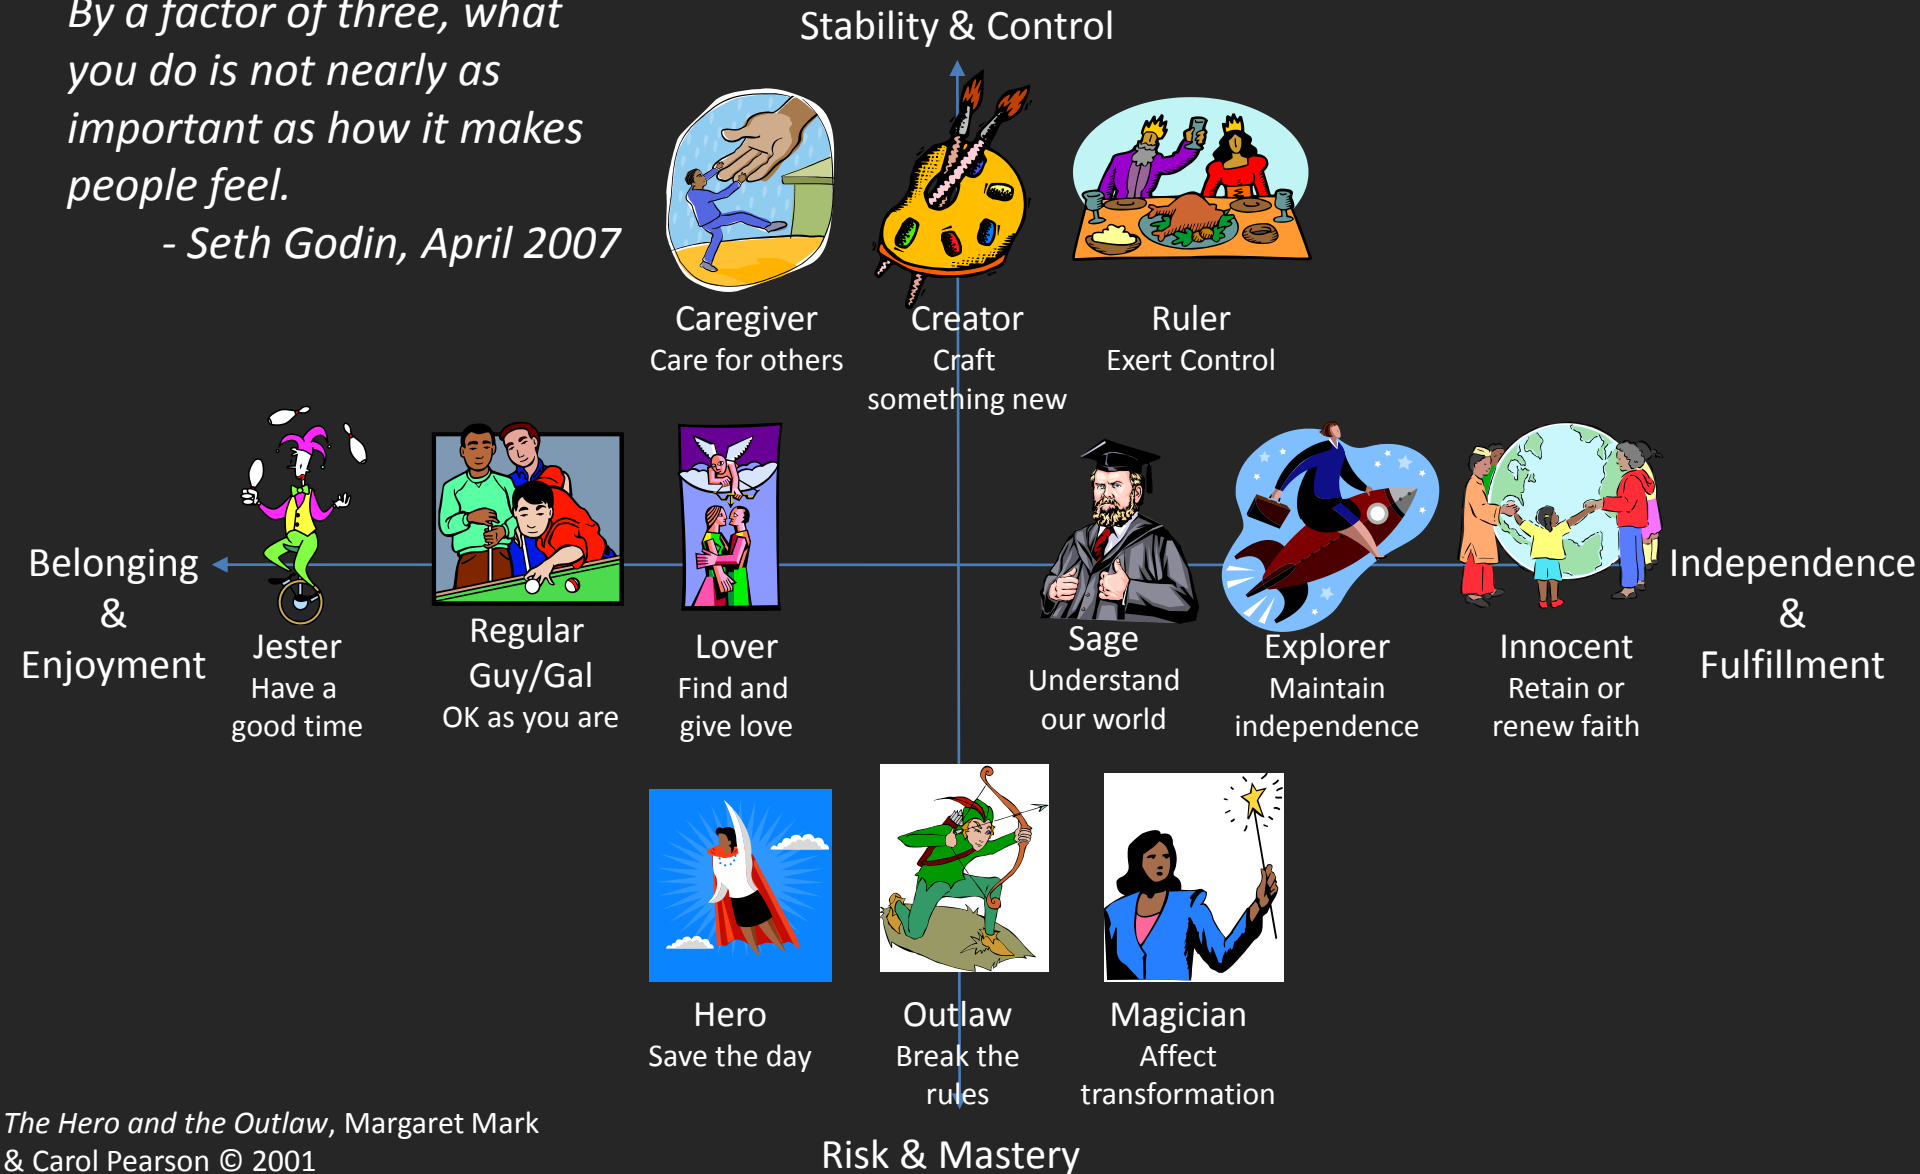 By a factor of three, what
you do is not nearly as
important as how it makes
people feel.
- Seth Godin, April 2007
Stability & Control
Caregiver
Care for others
Creator
Craft
something new
Ruler
Exert Control
Belonging
&
Enjoyment
Jester
Have a
good time
Regular
Guy/Gal
OK as you are
Lover
Find and
give love
Sage
Understand
our world
Explorer
Maintain
independence
Innocent
Retain or
renew faith
Independence
&
Fulfillment
Hero
Save the day
Outlaw
Break the
rules
Magician
Affect
transformation
The Hero and the Outlaw, Margaret Mark
& Carol Pearson © 2001
Risk & Mastery